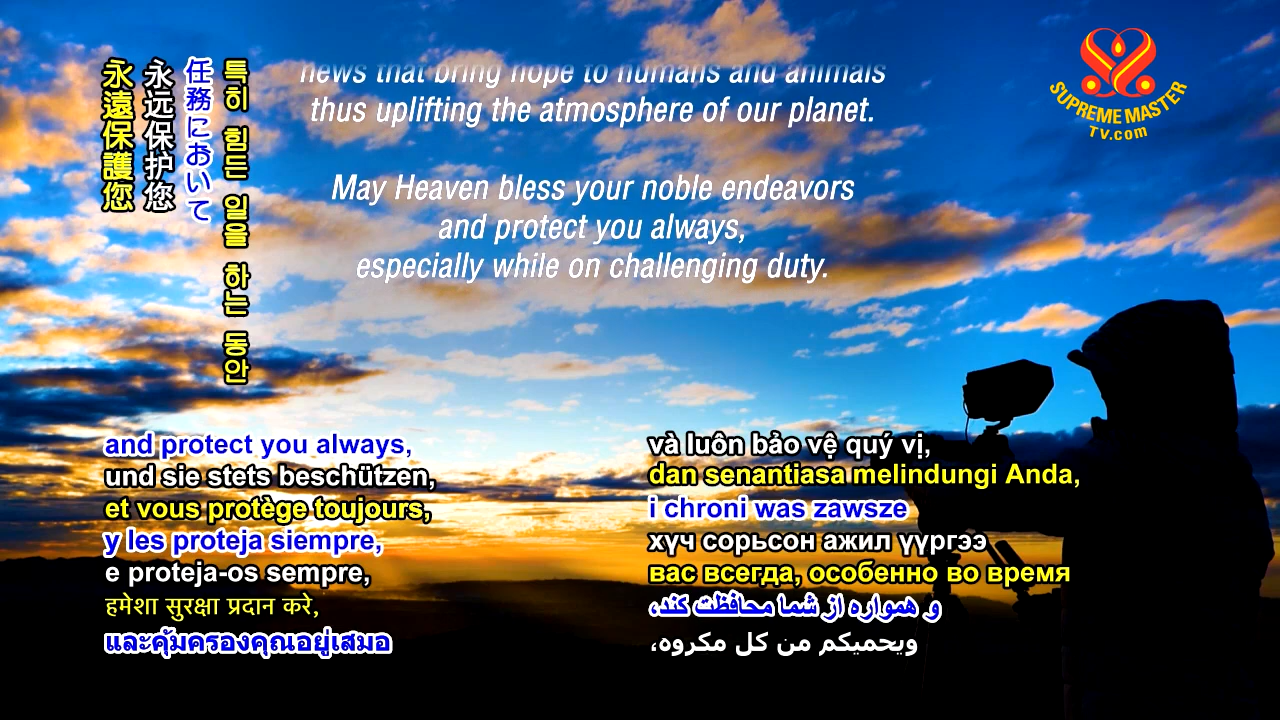 永遠保護您
永远保护您
任務において
특히 힘든 일을 하는 동안
news that bring hope to humans and animals
thus uplifting the atmosphere of our planet.
May Heaven bless your noble endeavors
and protect you always,
especially while on challenging duty.
SUPREME MASTER
TV.com
and protect you always,
und sie stets beschützen,
et vous protège toujours,
y les proteja siempre,
e proteja-os sempre,
हमेशा सुरक्षा प्रदान करे,
และคุ้มครองคุณอยู่เสมอ
và luôn bảo vệ quý vị,
dan senantiasa melindungi Anda,
i chroni was zawsze
хүч сорьсон ажил үүргээ
вас всегда, особенно во время
و همواره از شما محافظت کند،
ويحميكم من كل مكروه،